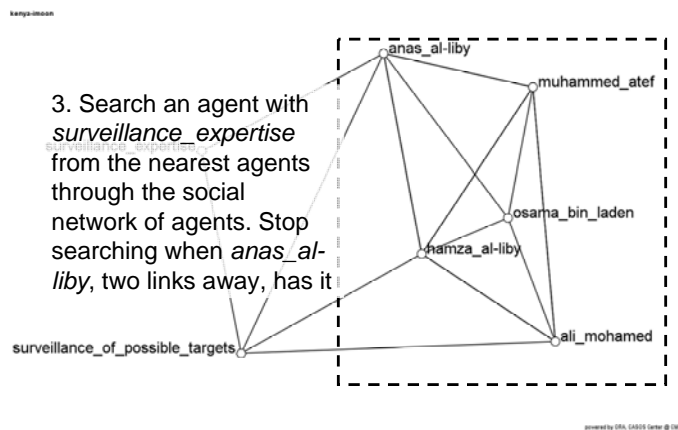 kenya-imoon
anas_al-liby
muhammed_atef
3. Search an agent with
surveillance_expertise
surveillance_expertise
from the nearest agents
through the social
network of agents. Stop
searching when anas_al-
liby, two links away, has it
osama_bin_laden
hamza_al-liby
ali_mohamed
surveillance_of_possible_targets
powered by ORA, CASOS Center @ CM